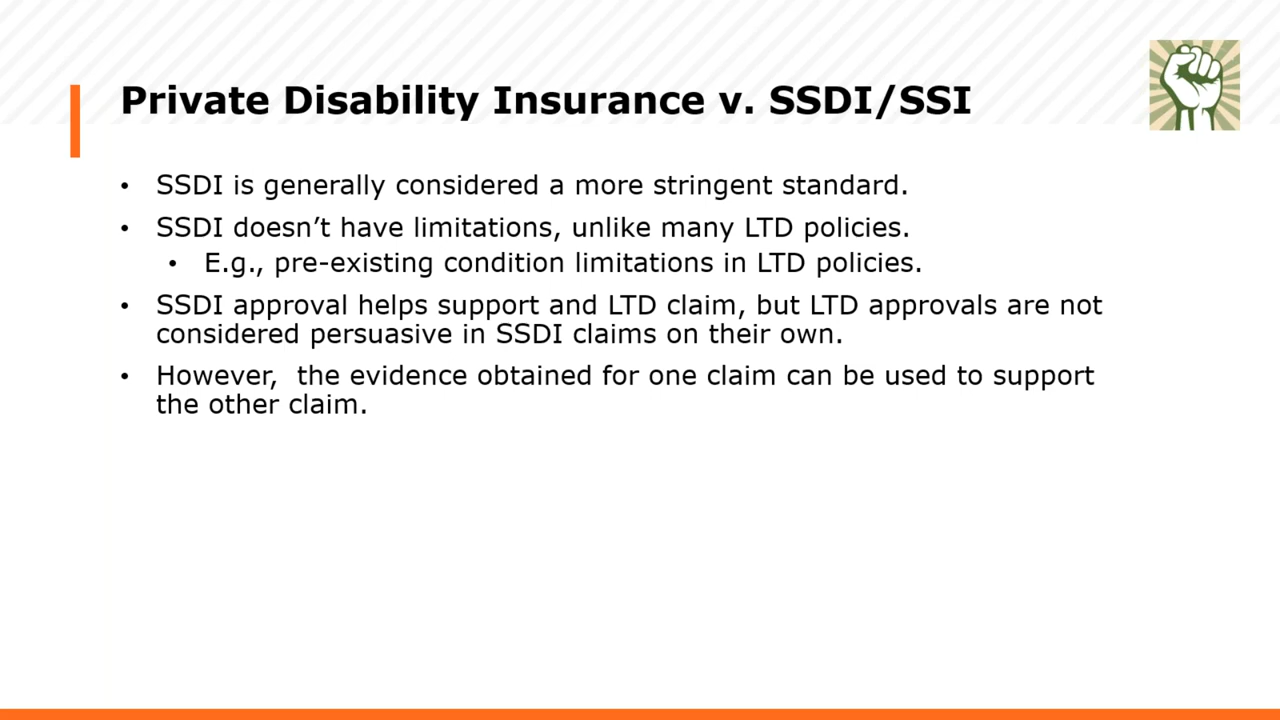 Private Disability Insurance v. SSDI/SSI
• SSDI is generally considered a more stringent standard.
• SSDI doesn’t have limitations, unlike many LTD policies.
• E.g., pre-existing condition limitations in LTD policies.
• SSDI approval helps support and LTD claim, but LTD approvals are not
considered persuasive in SSDI claims on their own.
• However,  the evidence obtained for one claim can be used to support
the other claim.